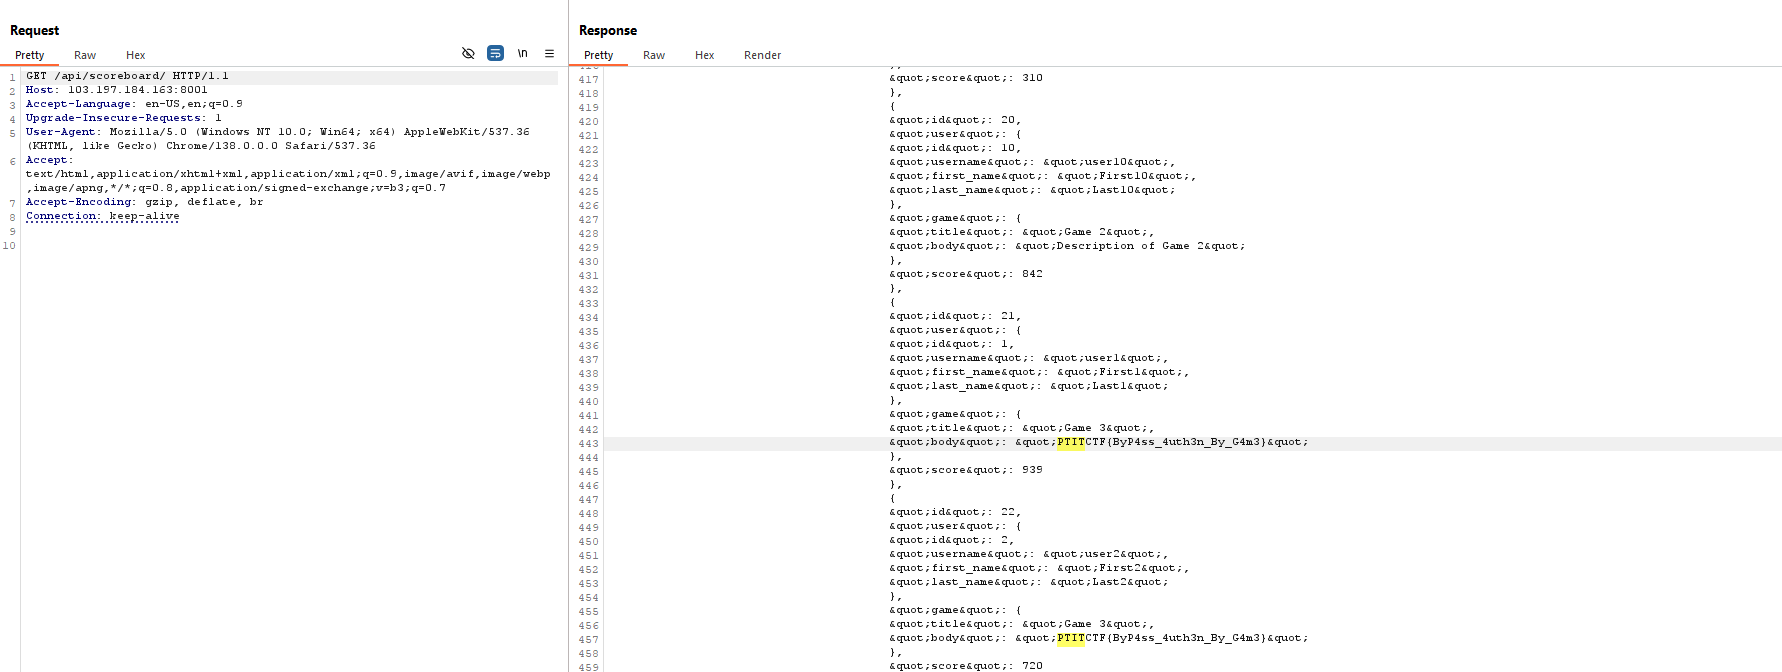 Request
Pretty Raw Hex
\n
1 GET /api/scoreboard/ HTTP/1.1
2 Host: 103.197.184.163:8001
3 Accept-Language: en-US,en;q=0.9
4 Upgrade-Insecure-Requests: 1
5 User-Agent: Mozilla/5.0 (Windows NT 10.0; Win64; x64) AppleWebKit/537.36
(KHTML, like Gecko) Chrome/138.0.0.0 Safari/537.36
6 Accept:
text/html,application/xhtml+xml,application/xml;q=0.9,image/avif,image/webp
,image/apng,*/*;q=0.8,application/signed-exchange;v=b3;q=0.7
7 Accept-Encoding: gzip, deflate, br
8 Connection: keep-alive
9
10
Response
Pretty Raw Hex Render
417 &quot;score&quot;: 310
418 },
419 {
420 &quot;id&quot;: 20,
421 &quot;user&quot;: {
422 &quot;id&quot;: 10,
423 &quot;username&quot;: &quot;user10&quot;,
424 &quot;first_name&quot;: &quot;First10&quot;,
425 &quot;last_name&quot;: &quot;Last10&quot;
426 },
427 &quot;game&quot;: {
428 &quot;title&quot;: &quot;Game 2&quot;,
429 &quot;body&quot;: &quot;Description of Game 2&quot;
430 },
431 &quot;score&quot;: 842
432 },
433 {
434 &quot;id&quot;: 21,
435 &quot;user&quot;: {
436 &quot;id&quot;: 1,
437 &quot;username&quot;: &quot;user1&quot;,
438 &quot;first_name&quot;: &quot;First1&quot;,
439 &quot;last_name&quot;: &quot;Last1&quot;
440 },
441 &quot;game&quot;: {
442 &quot;title&quot;: &quot;Game 3&quot;,
443 &quot;body&quot;: &quot;PTITCTF{ByP4ss_4uth3n_By_G4m3}&quot;
444 },
445 &quot;score&quot;: 939
446 },
447 {
448 &quot;id&quot;: 22,
449 &quot;user&quot;: {
450 &quot;id&quot;: 2,
451 &quot;username&quot;: &quot;user2&quot;,
452 &quot;first_name&quot;: &quot;First2&quot;,
453 &quot;last_name&quot;: &quot;Last2&quot;
454 },
455 &quot;game&quot;: {
456 &quot;title&quot;: &quot;Game 3&quot;,
457 &quot;body&quot;: &quot;PTITCTF{ByP4ss_4uth3n_By_G4m3}&quot;
458 },
459 &quot;score&quot;: 720